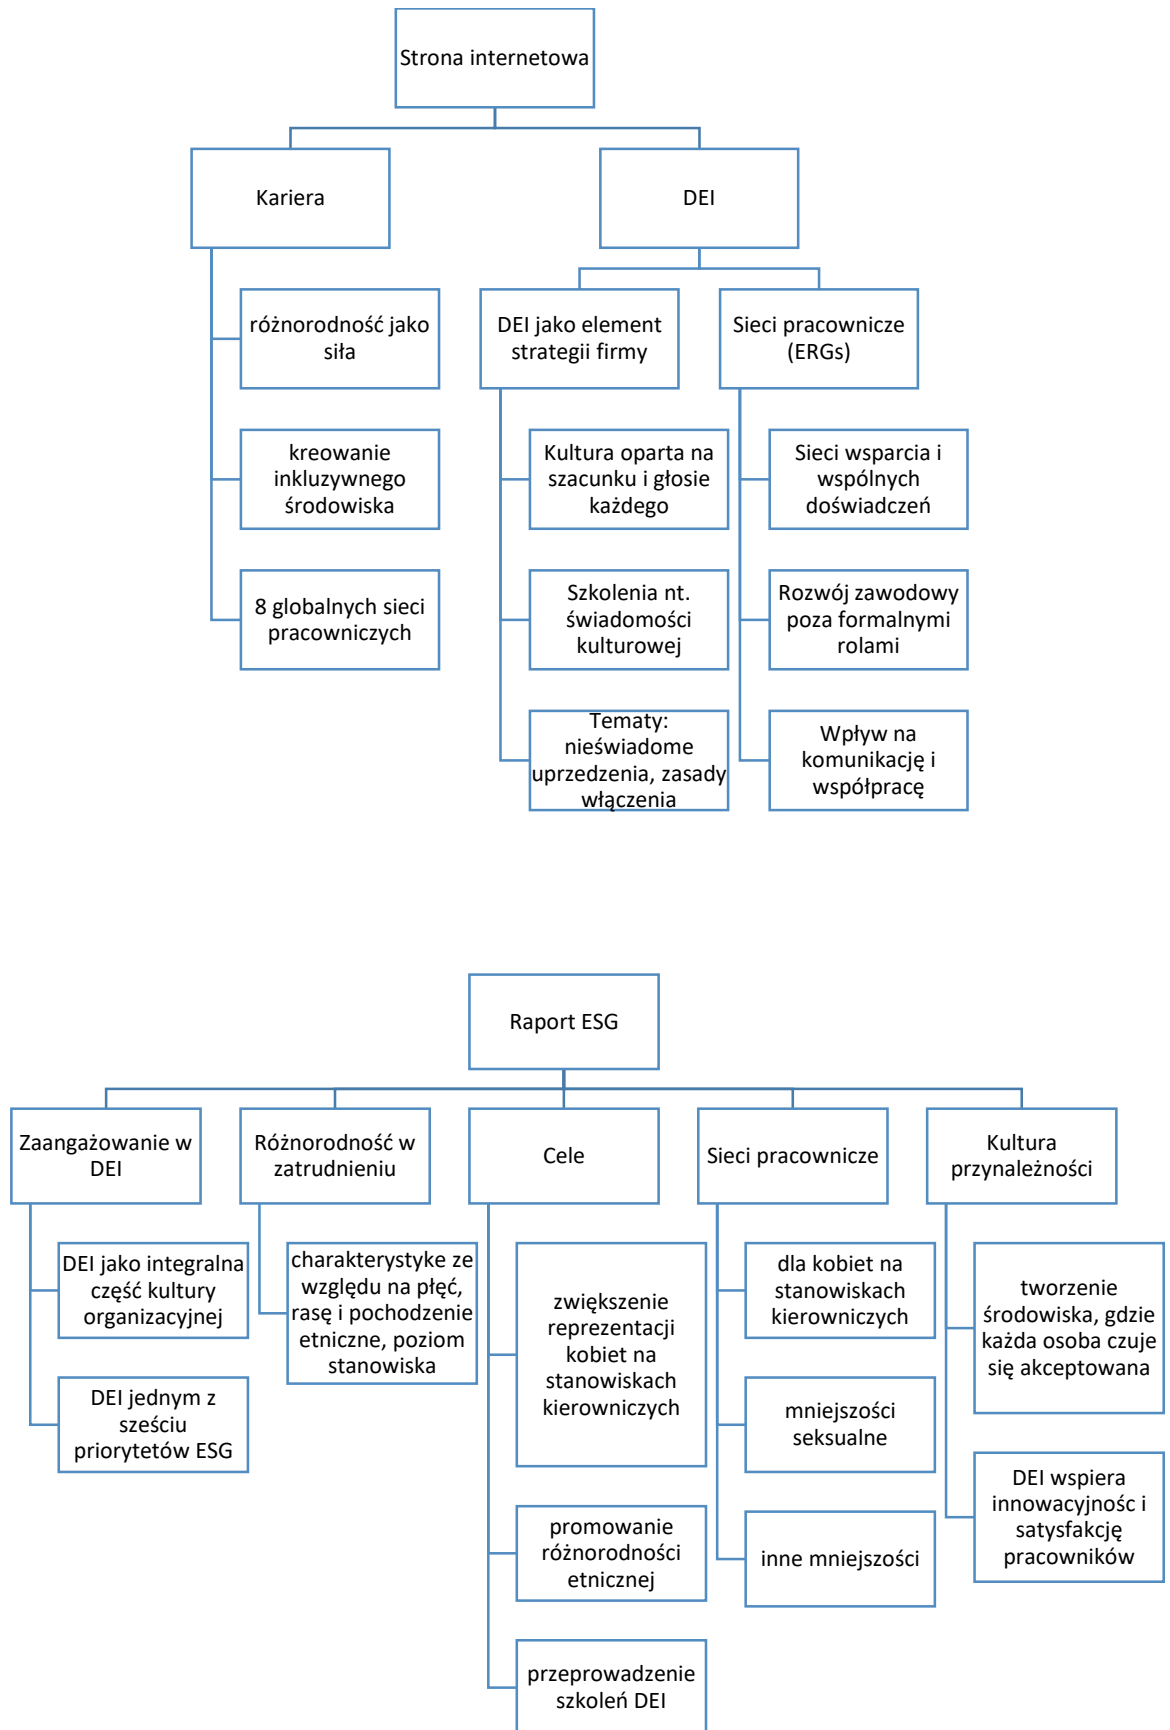 Strona internetowa
Kariera
DEI
różnorodność jako
siła
kreowanie
inkluzywnego
środowiska
8 globalnych sieci
pracowniczych
DEI jako element
strategii firmy
Kultura oparta na
szacunku i głosie
każdego
Szkolenia nt.
świadomości
kulturowej
Tematy:
nieświadome
uprzedzenia, zasady
włączenia
Sieci pracownicze
(ERGs)
Sieci wsparcia i
wspólnych
doświadczeń
Rozwój zawodowy
poza formalnymi
rolami
Wpływ na
komunikację i
współpracę
Raport ESG
Zaangażowanie w
DEI
DEI jako integralna
część kultury
organizacyjnej
DEI jednym z
sześciu
priorytetów ESG
Różnorodność w
zatrudnieniu
charakterystyke ze
względu na płęć,
rasę i pochodzenie
etniczne, poziom
stanowiska
Cele
zwiększenie
reprezentacji
kobiet na
stanowiskach
kierowniczych
promowanie
różnorodności
etnicznej
przeprowadzenie
szkoleń DEI
Sieci pracownicze
dla kobiet na
stanowiskach
kierowniczych
mniejszości
seksualne
inne mniejszości
Kultura
przynależności
tworzenie
środowiska, gdzie
każda osoba czuje
się akceptowana
DEI wspiera
innowacyjnośc i
satysfakcję
pracowników